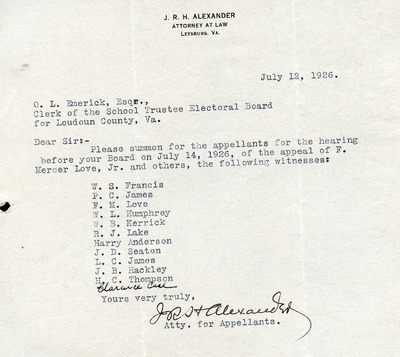 J. R. H. ALEXANDER
ATTORNEY AT LAW
LEESBURG, VA.
July 12, 1926.
O. L. Emerick, Esqr.,
Clerk of the School Trustee Electoral Board
for Loudoun County, Va.
Dear Sir:-
Please summon for the appellants for the hearing
before your Board on July 14, 1926, of the appeal of F.
Mercer Love, Jr. and others, the following witnesses:
W. S. Francis
P. C. James
F. M. Love
W. L. Humphrey
W. B. Kerrick
R. J. Lake
Harry Anderson
J. D. Seaton
L. C. James
J. B. Hackley
H. C. Thompson
Clarence Case
Yours very truly,
J R H Alexander
Atty. for Appellants.